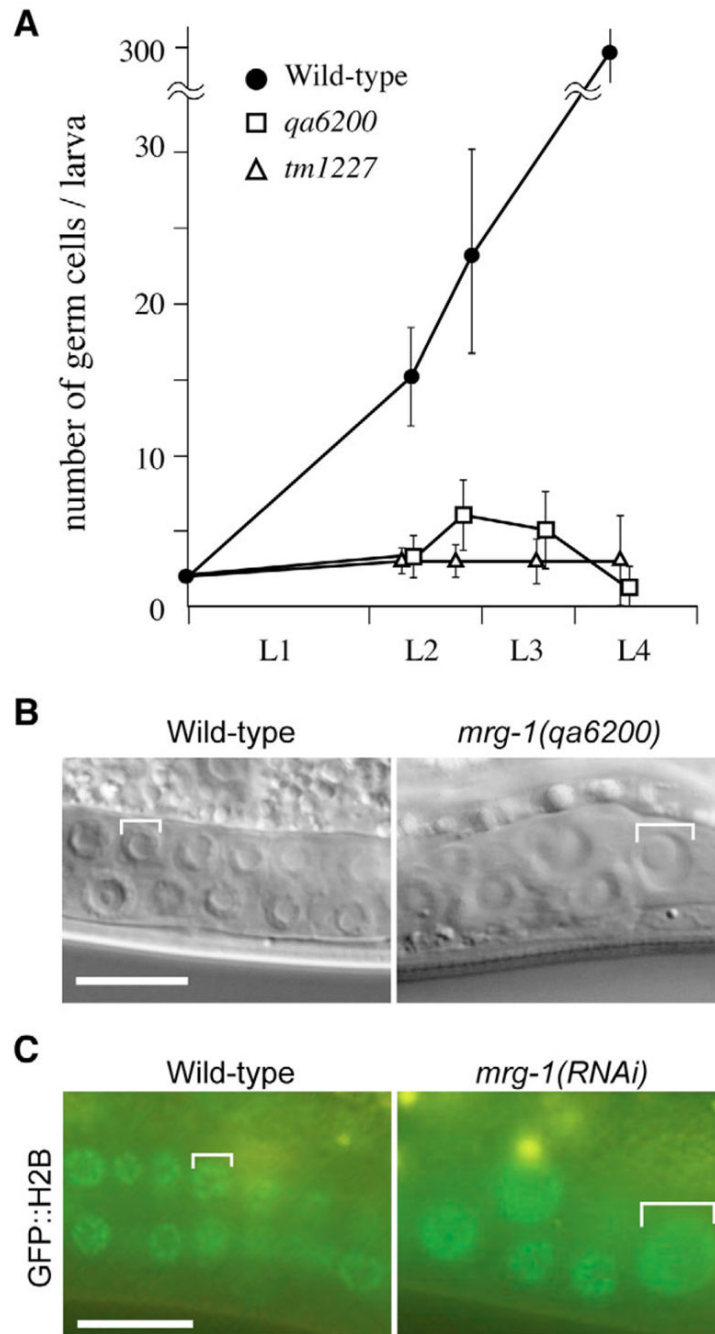 A
300
Wild-type
qa6200
30
tm1227
20
10
0
number of germ cells / larva
L1 L2 L3 L4
B
Wild-type mrg-1(qa6200)
C
Wild-type mrg-1(RNAi)
GFP::H2B